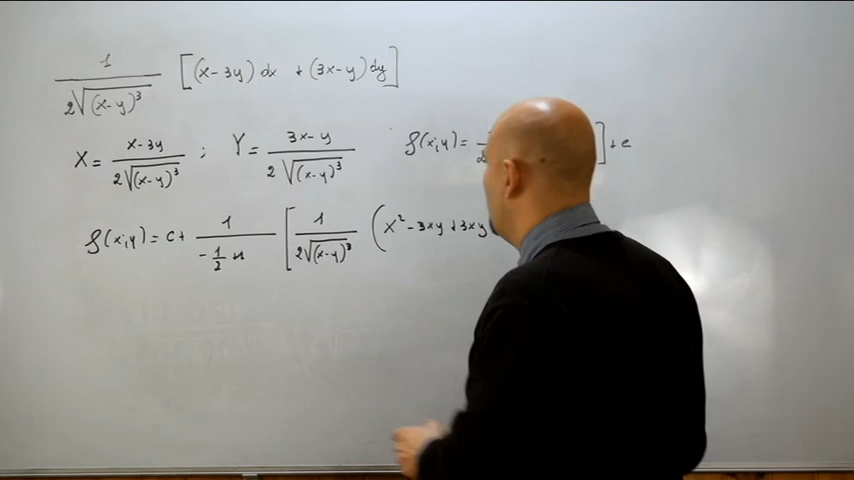 1 / 2√(x-y)³ [(x-3y) dx + (3x-y) dy]
X = x-3y / 2√(x-y)³ ; Y = 3x-y / 2√(x-y)³ f(x;y) = ] + c
f(x;y) = c + 1 / -1/2 [ 1 / 2√(x-y)³ (x² -3xy +3xy